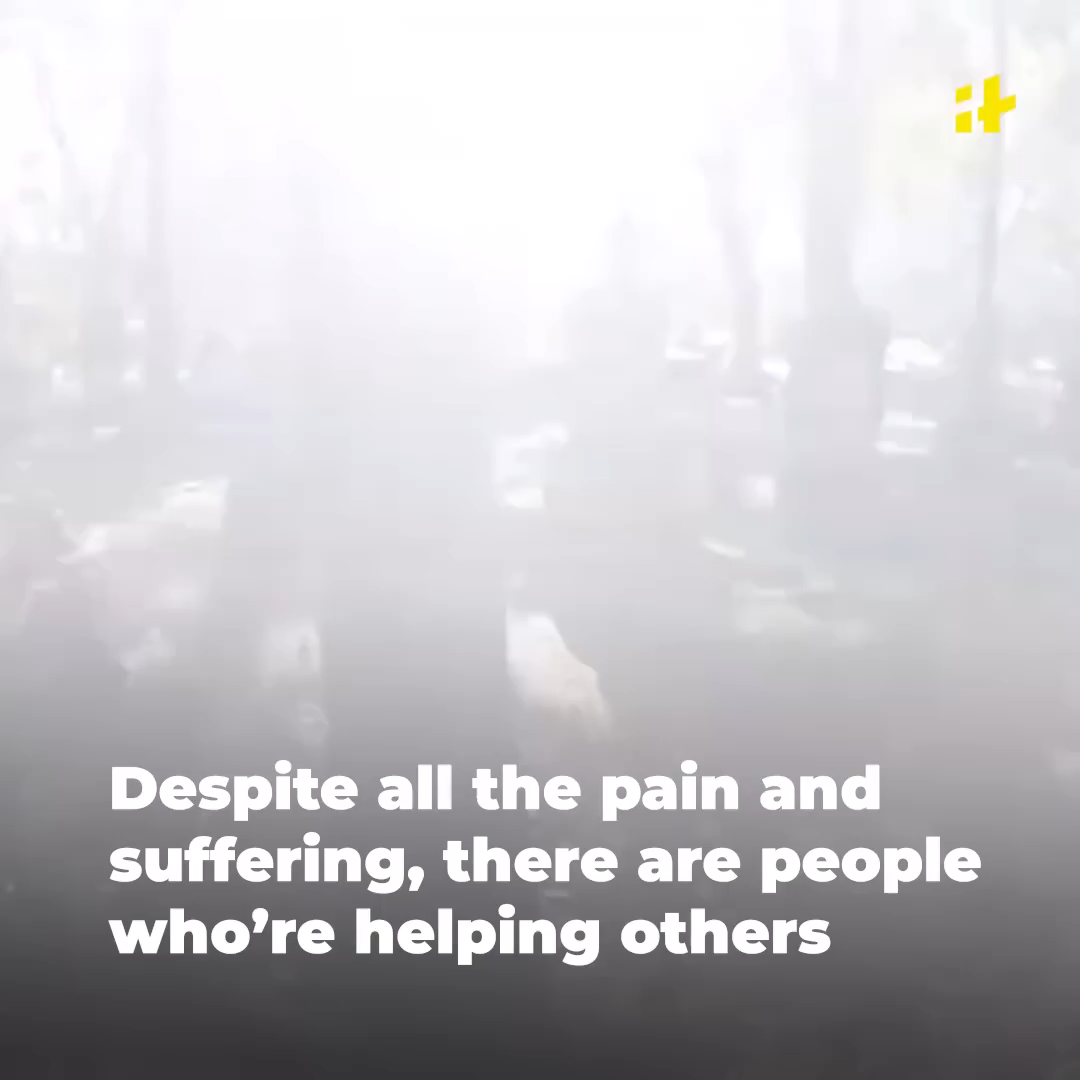 Despite all the pain and
suffering, there are people
who’re helping others